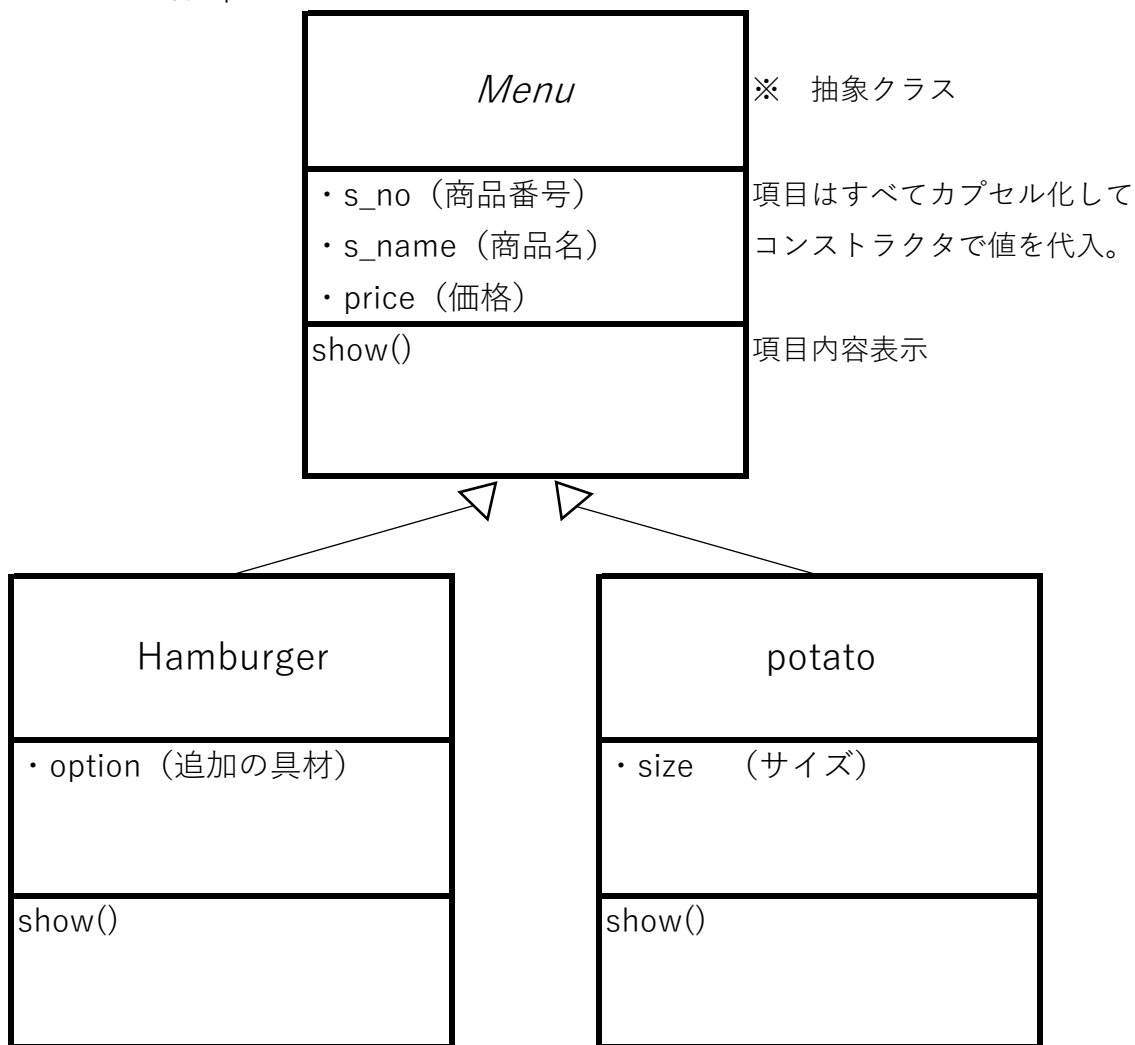 Menu
※　抽象クラス
・s_no（商品番号）
・s_name（商品名）
・price（価格）
項目はすべてカプセル化して
コンストラクタで値を代入。
show()
項目内容表示
Hamburger
・option（追加の具材）
show()
potato
・size　（サイズ）
show()